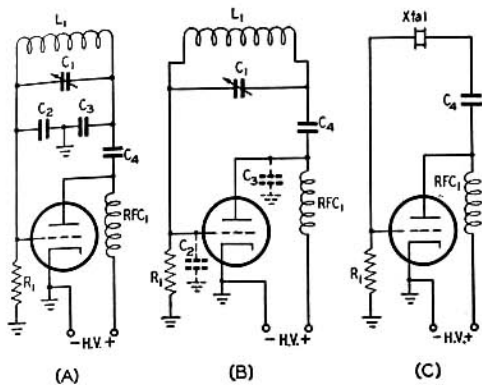 L1
C1
C2
C3
C4
RFC1
R1
- H.V. +
(A)
L1
C1
C4
C3
RFC1
C2
R1
- H.V. +
(B)
Xtal
C4
RFC1
R1
- H.V. +
(C)